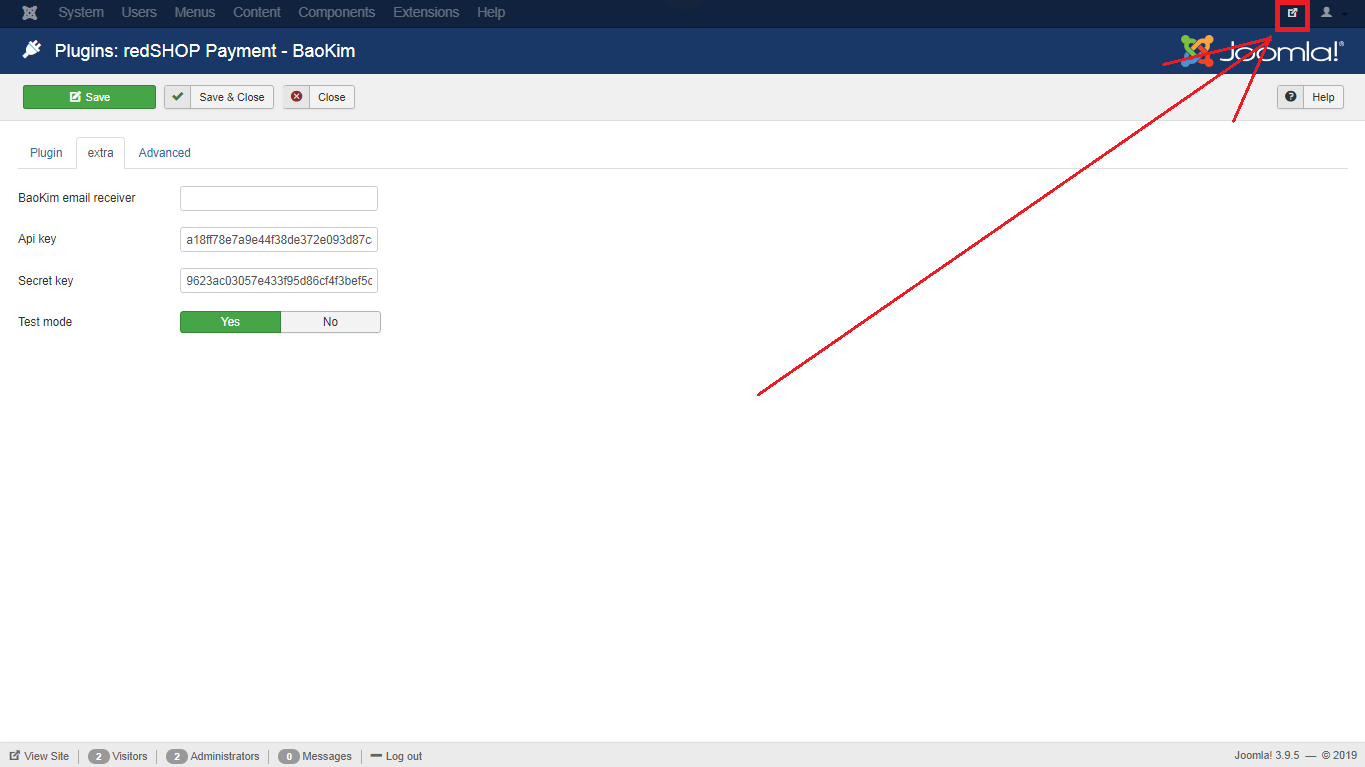 System Users Menus Content Components Extensions Help
Plugins: redSHOP Payment - BaoKim
Joomla!®
Save Save & Close Close Help
Plugin extra Advanced
BaoKim email receiver
Api key a18ff78e7a9e44f38de372e093d87c
Secret key 9623ac03057e433f95d86cf4f3bef5c
Test mode Yes No
View Site 2 Visitors 2 Administrators 0 Messages Log out Joomla! 3.9.5 — © 2019